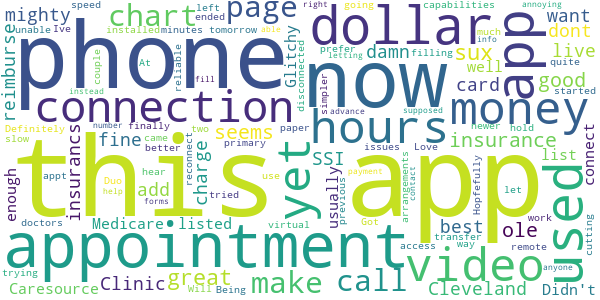 mighty speed left going capabilities
chart page dollar app want
unable Ive ended many annoying
installed minutes tomorrow able prefer letting damn sux dont live
reimburse phone Glitchy disconnected now filling well good
At couple reliable fill instead card quite started
connection money simpler info
advance supposed
Definitely number finally paper hours newer hold insurance
slow came two seems issues Love connect
enough insurancs fine better charge primary yet SSI usually list
this app
Duo help hear add tried reconnect previous arrangements contact let
appt forms use payment Hopfrefully
doctors Medicare listed virtual Got best ole used work cutting
appointment access transfer way remote anyone
trying Caresource Clinic Will Being great make call video Cleveland Didn't
right much